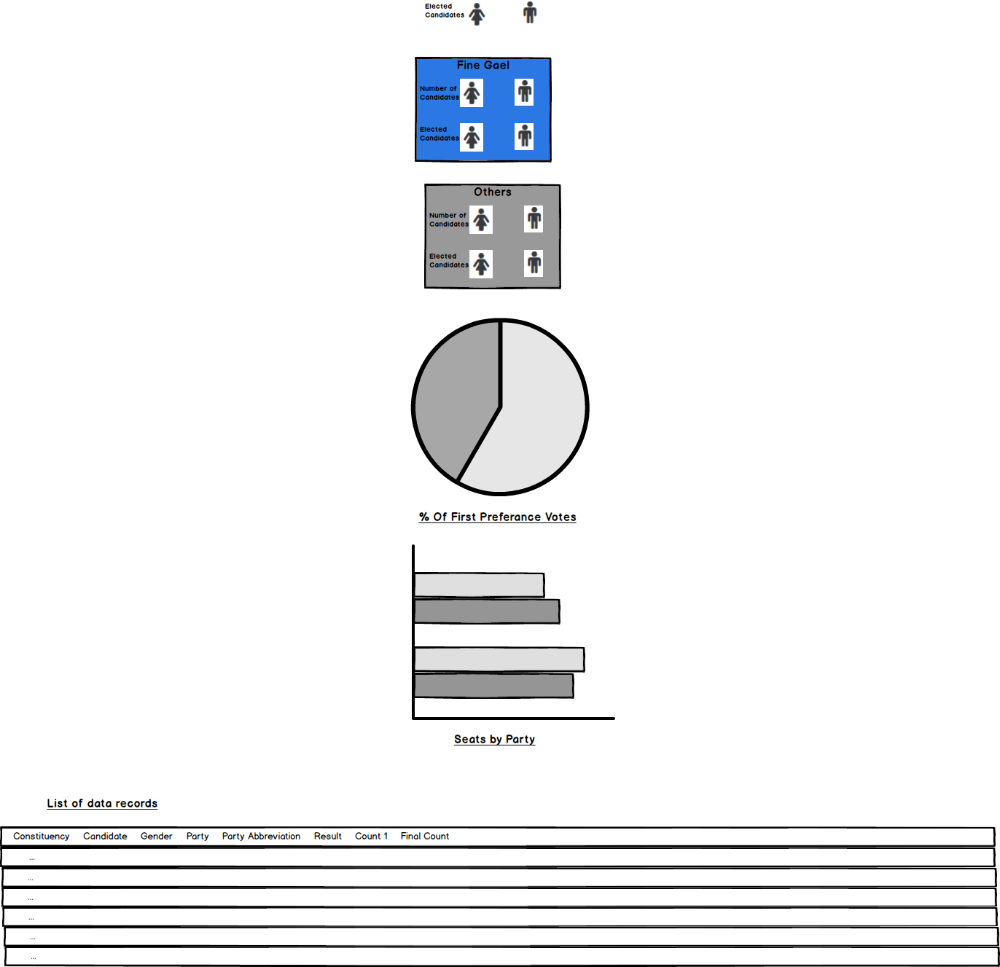 Elected
Candidates
Fine Gael
Number of
Candidates
Elected
Candidates
Others
Number of
Candidates
Elected
Candidates
% Of First Preferance Votes
Seats by Party
List of data records
Constituency Candidate Gender Party Party Abbreviation Result Count 1 Final Count
...
...
...
...
...
...